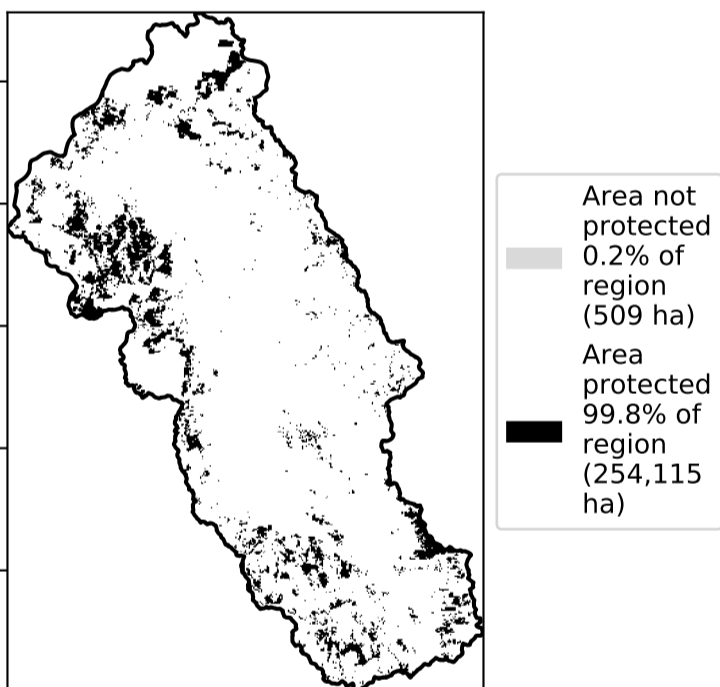 Area not
protected
0.2% of
region
(509 ha)
Area
protected
99.8% of
region
(254,115
ha)